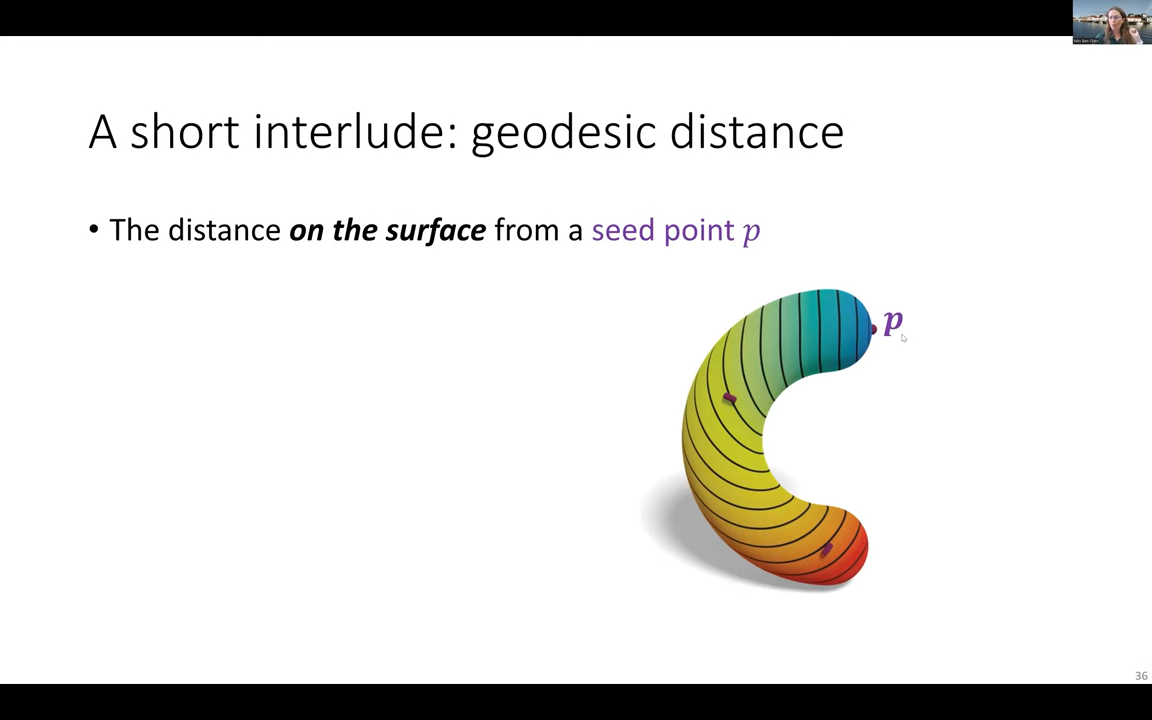 A short interlude: geodesic distance
• The distance on the surface from a seed point p
p
36